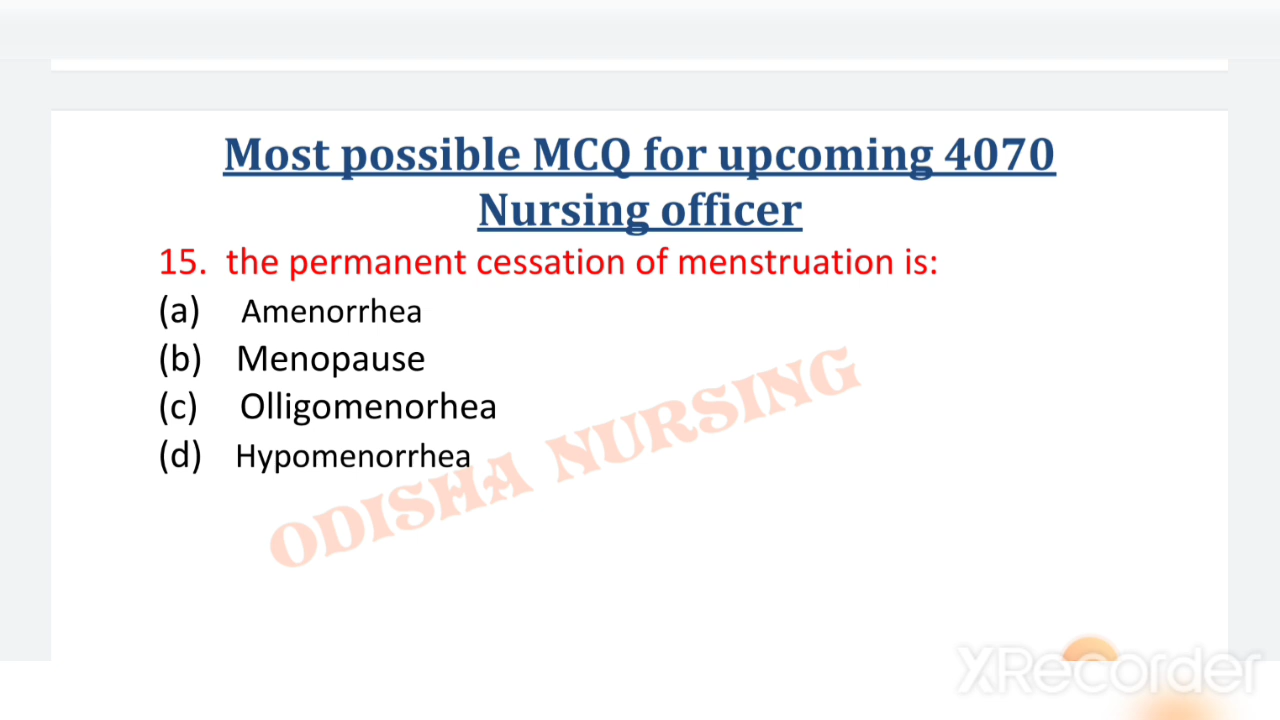 Most possible MCQ for upcoming 4070
Nursing officer
15. the permanent cessation of menstruation is:
(a) Amenorrhea
(b) Menopause
(c) Olligomenorhea
(d) Hypomenorrhea
ODISHA NURSING
XRecorder